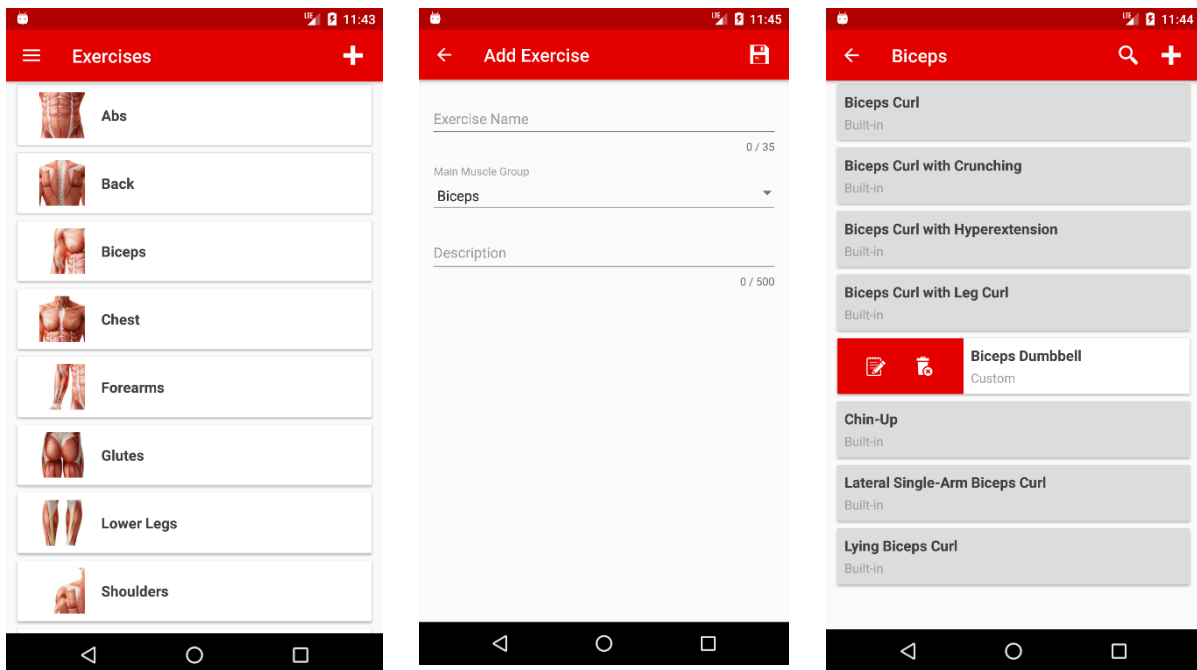 LTE 11:43
Exercises
Abs
Back
Biceps
Chest
Forearms
Glutes
Lower Legs
Shoulders
LTE 11:45
Add Exercise
Exercise Name
0 / 35
Main Muscle Group
Biceps
Description
0 / 500
LTE 11:44
Biceps
Biceps Curl
Built-in
Biceps Curl with Crunching
Built-in
Biceps Curl with Hyperextension
Built-in
Biceps Curl with Leg Curl
Built-in
Biceps Dumbbell
Custom
Chin-Up
Built-in
Lateral Single-Arm Biceps Curl
Built-in
Lying Biceps Curl
Built-in